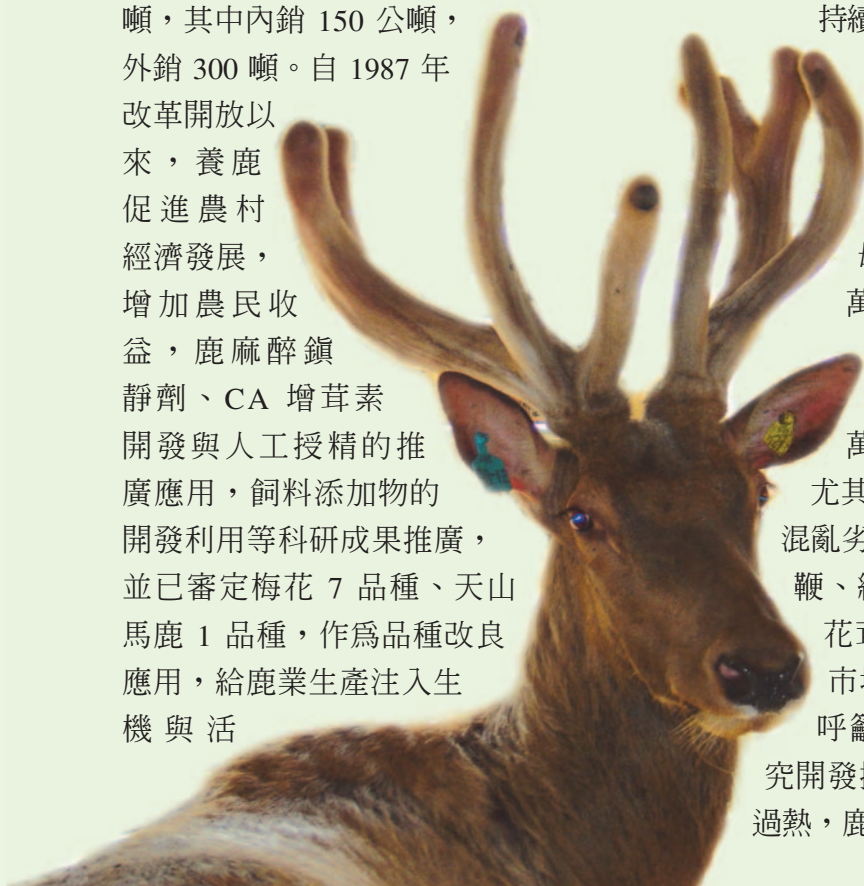 噸，其中內銷 150 公噸，
外銷 300 噸。自 1987 年
改革開放以
來，養鹿
促進農村
經濟發展，
增加農民收
益，鹿麻醉鎮
靜劑、CA 增茸素
開發與人工授精的推
廣應用，飼料添加物的
開發利用等科研成果推廣，
並已審定梅花 7 品種、天山
馬鹿 1 品種，作為品種改良
應用，給鹿業生產注入生
機與活
持續
萬
萬
尤其
混亂劣
鞭、
花
市
呼籲
究開發
過熱，鹿